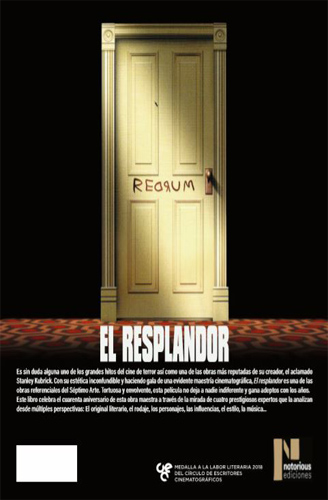 REDRUM
EL RESPLANDOR
Es sin duda alguna uno de los grandes hitos del cine de terror así como una de las obras más reputadas de su creador, el aclamado
Stanley Kubrick. Con su estética inconfundible y haciendo gala de una evidente maestría cinematográfica, El resplandor es una de las
obras referenciales del Séptimo Arte. Tortuosa y envolvente, esta película no deja a nadie indiferente y gana adeptos con los años.
Este libro celebra el cuarenta aniversario de esta obra maestra a través de la mirada de cuatro prestigiosos expertos que la analizan
desde múltiples perspectivas: El original literario, el rodaje, los personajes, las influencias, el estilo, la música...
MEDALLA A LA LABOR LITERARIA 2018
DEL CÍRCULO DE ESCRITORES
CINEMATOGRÁFICOS
notorious
ediciones